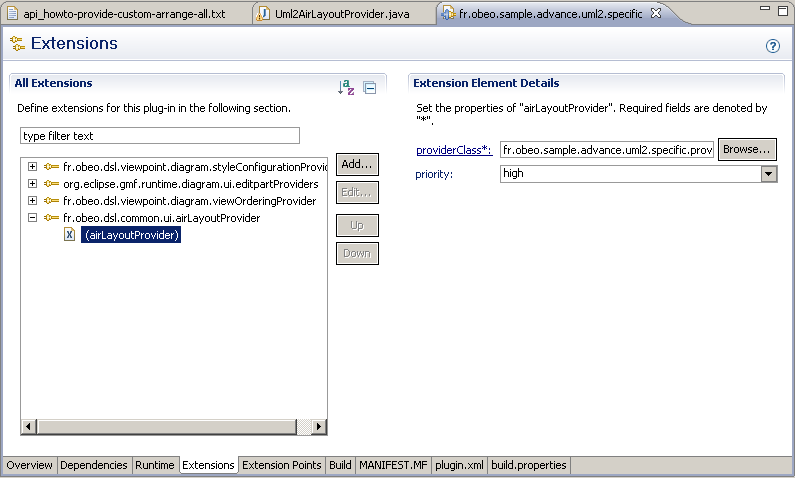 api_howto-provide-custom-arrange-all.txt
Uml2AirLayoutProvider.java
fr.obeo.sample.advance.uml2.specific
Extensions
All Extensions
Define extensions for this plug-in in the following section.
type filter text
fr.obeo.dsl.viewpoint.diagram.styleConfigurationProvic
org.eclipse.gmf.runtime.diagram.ui.editpartProviders
fr.obeo.dsl.viewpoint.diagram.viewOrderingProvider
fr.obeo.dsl.common.ui.airLayoutProvider
(airLayoutProvider)
Add...
Edit...
Up
Down
Extension Element Details
Set the properties of "airLayoutProvider". Required fields are denoted by
"*".
providerClass*: fr.obeo.sample.advance.uml2.specific.prov Browse...
priority: high
Overview Dependencies Runtime Extensions Extension Points Build MANIFEST.MF plugin.xml build.properties